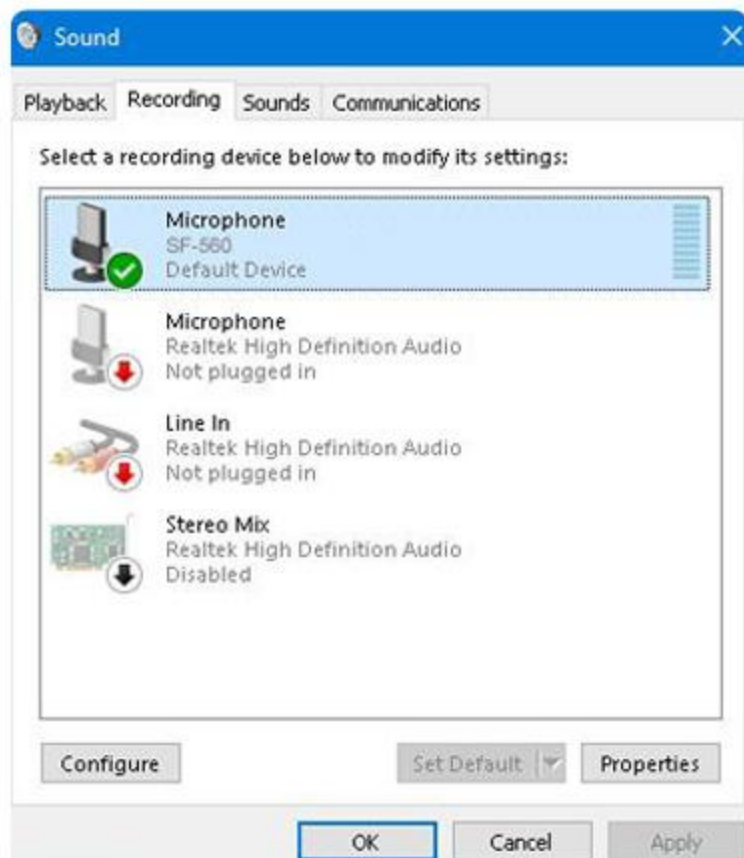 Sound
Playback Recording Sounds Communications
Select a recording device below to modify its settings:
Microphone
SF-560
Default Device
Microphone
Realtek High Definition Audio
Not plugged in
Line In
Realtek High Definition Audio
Not plugged in
Stereo Mix
Realtek High Definition Audio
Disabled
Configure Set Default Properties
OK Cancel Apply